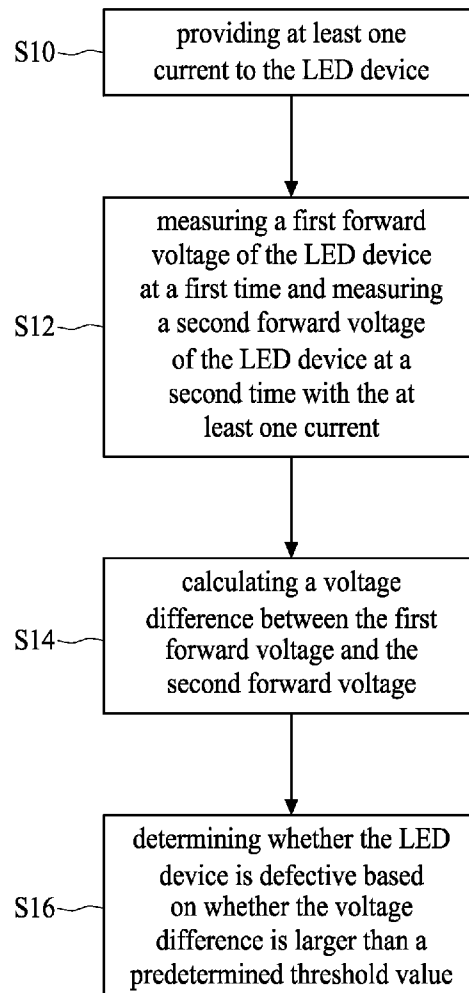 S10
providing at least one
current to the LED device
S12
measuring a first forward
voltage of the LED device
at a first time and measuring
a second forward voltage
of the LED device at a
second time with the at
least one current
S14
calculating a voltage
difference between the first
forward voltage and the
second forward voltage
S16
determining whether the LED
device is defective based
on whether the voltage
difference is larger than a
predetermined threshold value